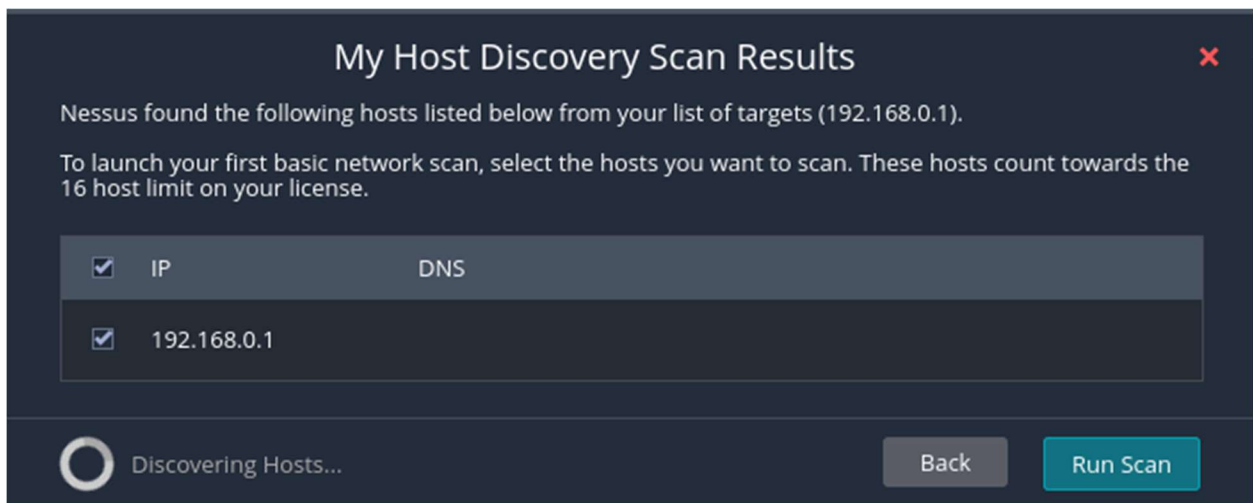 My Host Discovery Scan Results
Nessus found the following hosts listed below from your list of targets (192.168.0.1).
To launch your first basic network scan, select the hosts you want to scan. These hosts count towards the
16 host limit on your license.
IP DNS
192.168.0.1
Discovering Hosts... Back Run Scan